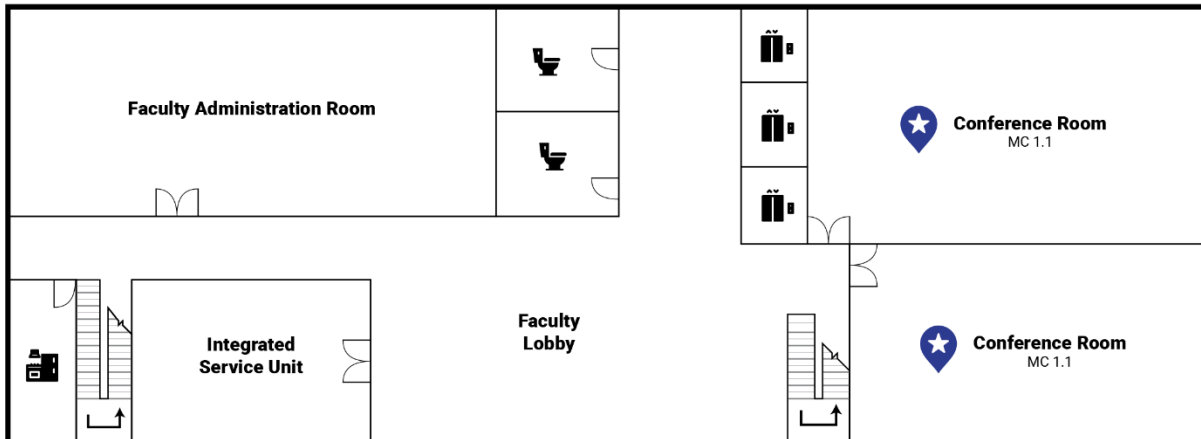 Faculty Administration Room
Conference Room
MC 1.1
Integrated
Service Unit
Faculty
Lobby
Conference Room
MC 1.1